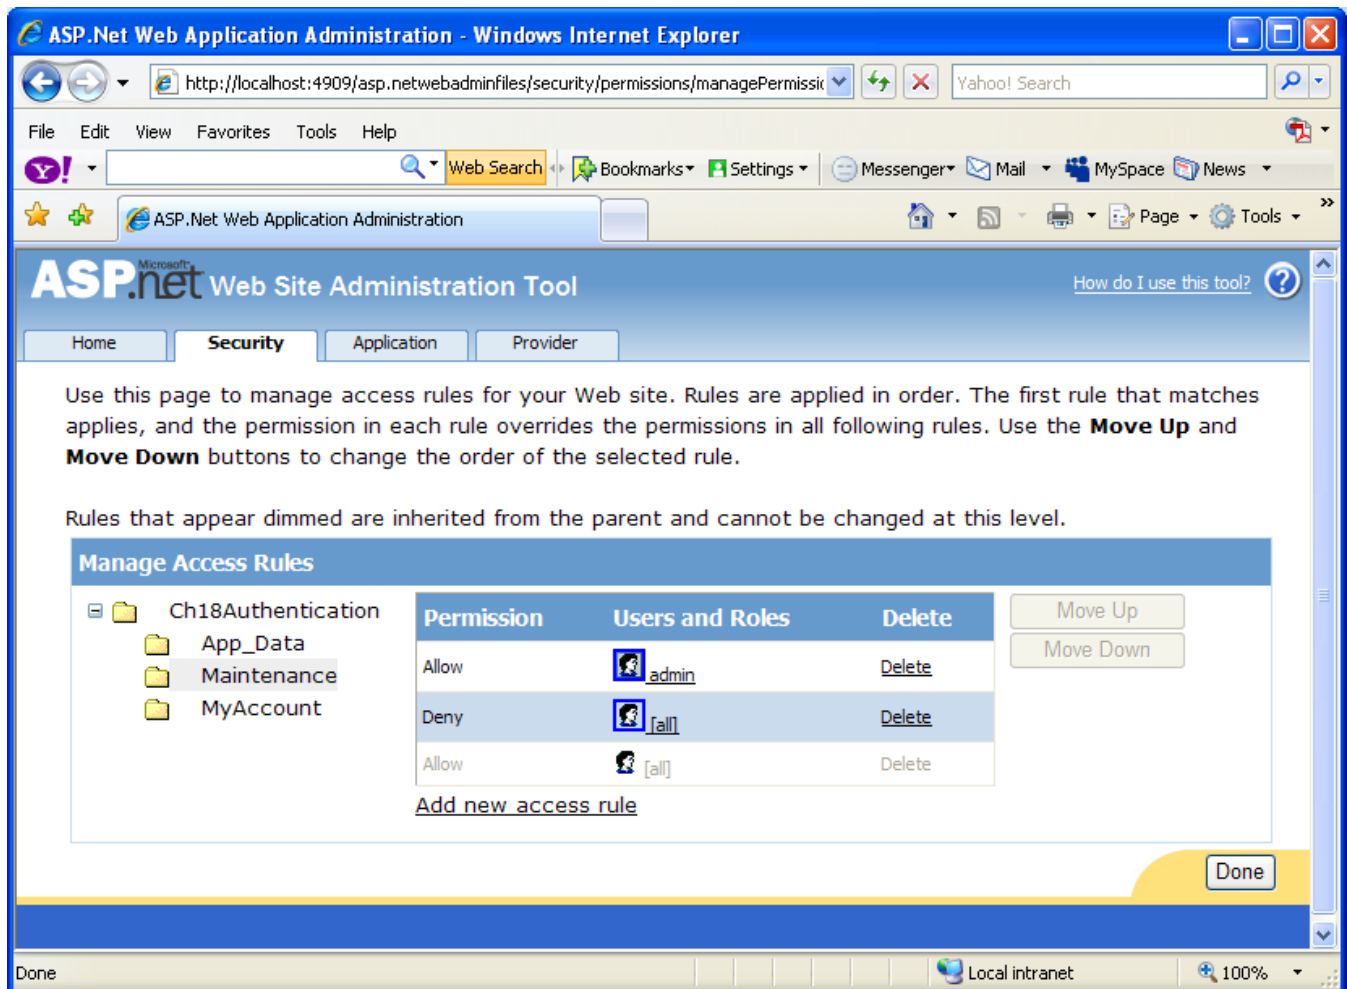 ASP.Net Web Application Administration - Windows Internet Explorer
http://localhost:4909/asp.netwebadminfiles/security/permissions/managePermissic
Yahoo! Search
File Edit View Favorites Tools Help
Y! Web Search Bookmarks Settings Messenger Mail MySpace News
ASP.Net Web Application Administration Page Tools »
Microsoft
ASP.net Web Site Administration Tool How do I use this tool? ?
Home Security Application Provider
Use this page to manage access rules for your Web site. Rules are applied in order. The first rule that matches
applies, and the permission in each rule overrides the permissions in all following rules. Use the Move Up and
Move Down buttons to change the order of the selected rule.
Rules that appear dimmed are inherited from the parent and cannot be changed at this level.
Manage Access Rules
Ch18Authentication
App_Data
Maintenance
MyAccount
Permission Users and Roles Delete
Allow admin Delete
Deny [all] Delete
Allow [all] Delete
Add new access rule
Move Up
Move Down
Done
Done Local intranet 100%